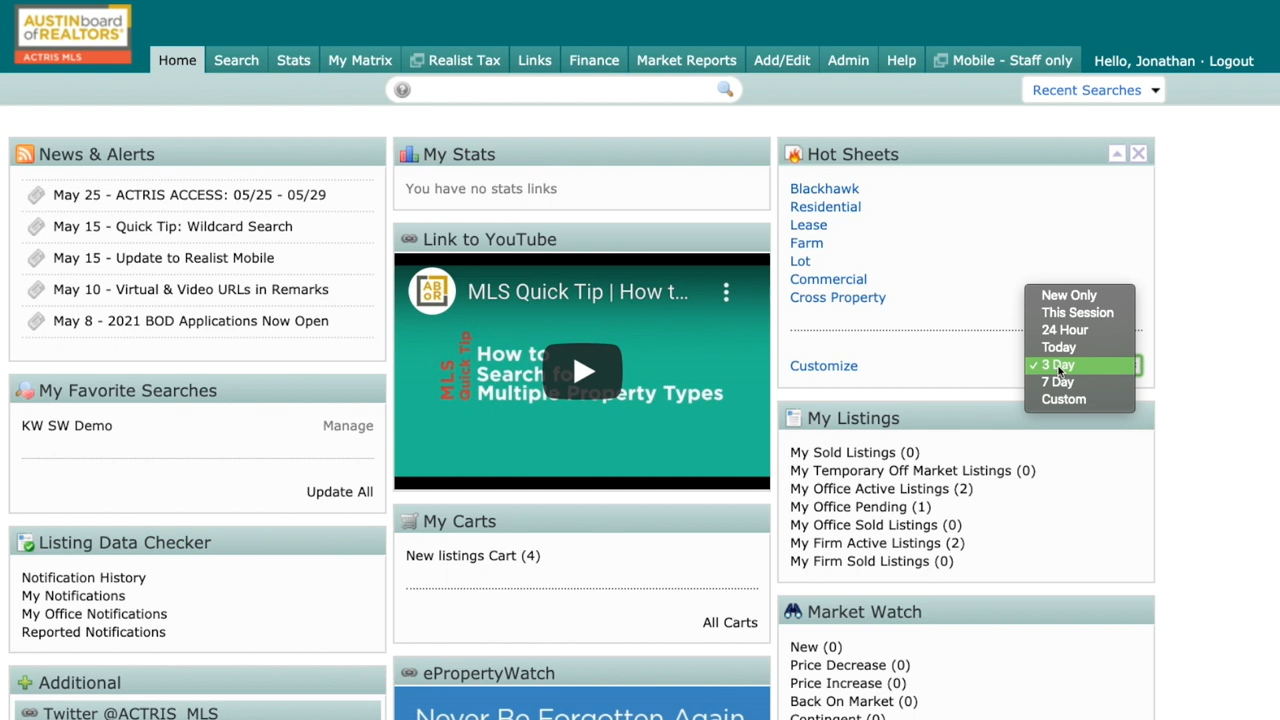 AUSTINboard
of REALTORS®
ACTRIS MLS
Home
Search
Stats
My Matrix
Realist Tax
Links
Finance
Market Reports
Add/Edit
Admin
Help
Mobile - Staff only
Hello, Jonathan · Logout
Recent Searches
News & Alerts
May 25 - ACTRIS ACCESS: 05/25 - 05/29
May 15 - Quick Tip: Wildcard Search
May 15 - Update to Realist Mobile
May 10 - Virtual & Video URLs in Remarks
May 8 - 2021 BOD Applications Now Open
My Favorite Searches
KW SW Demo
Manage
Update All
Listing Data Checker
Notification History
My Notifications
My Office Notifications
Reported Notifications
Additional
Twitter @ACTRIS_MLS
My Stats
You have no stats links
Link to YouTube
AB
OR
MLS Quick Tip | How t...
MLS
Quick Tip
How to
Search for
Multiple Property Types
My Carts
New listings Cart (4)
All Carts
ePropertyWatch
Never Be Forgotten Again
Hot Sheets
Blackhawk
Residential
Lease
Farm
Lot
Commercial
Cross Property
Customize
New Only
This Session
24 Hour
Today
✓ 3 Day
7 Day
Custom
My Listings
My Sold Listings (0)
My Temporary Off Market Listings (0)
My Office Active Listings (2)
My Office Pending (1)
My Office Sold Listings (0)
My Firm Active Listings (2)
My Firm Sold Listings (0)
Market Watch
New (0)
Price Decrease (0)
Price Increase (0)
Back On Market (0)
Contingent (0)